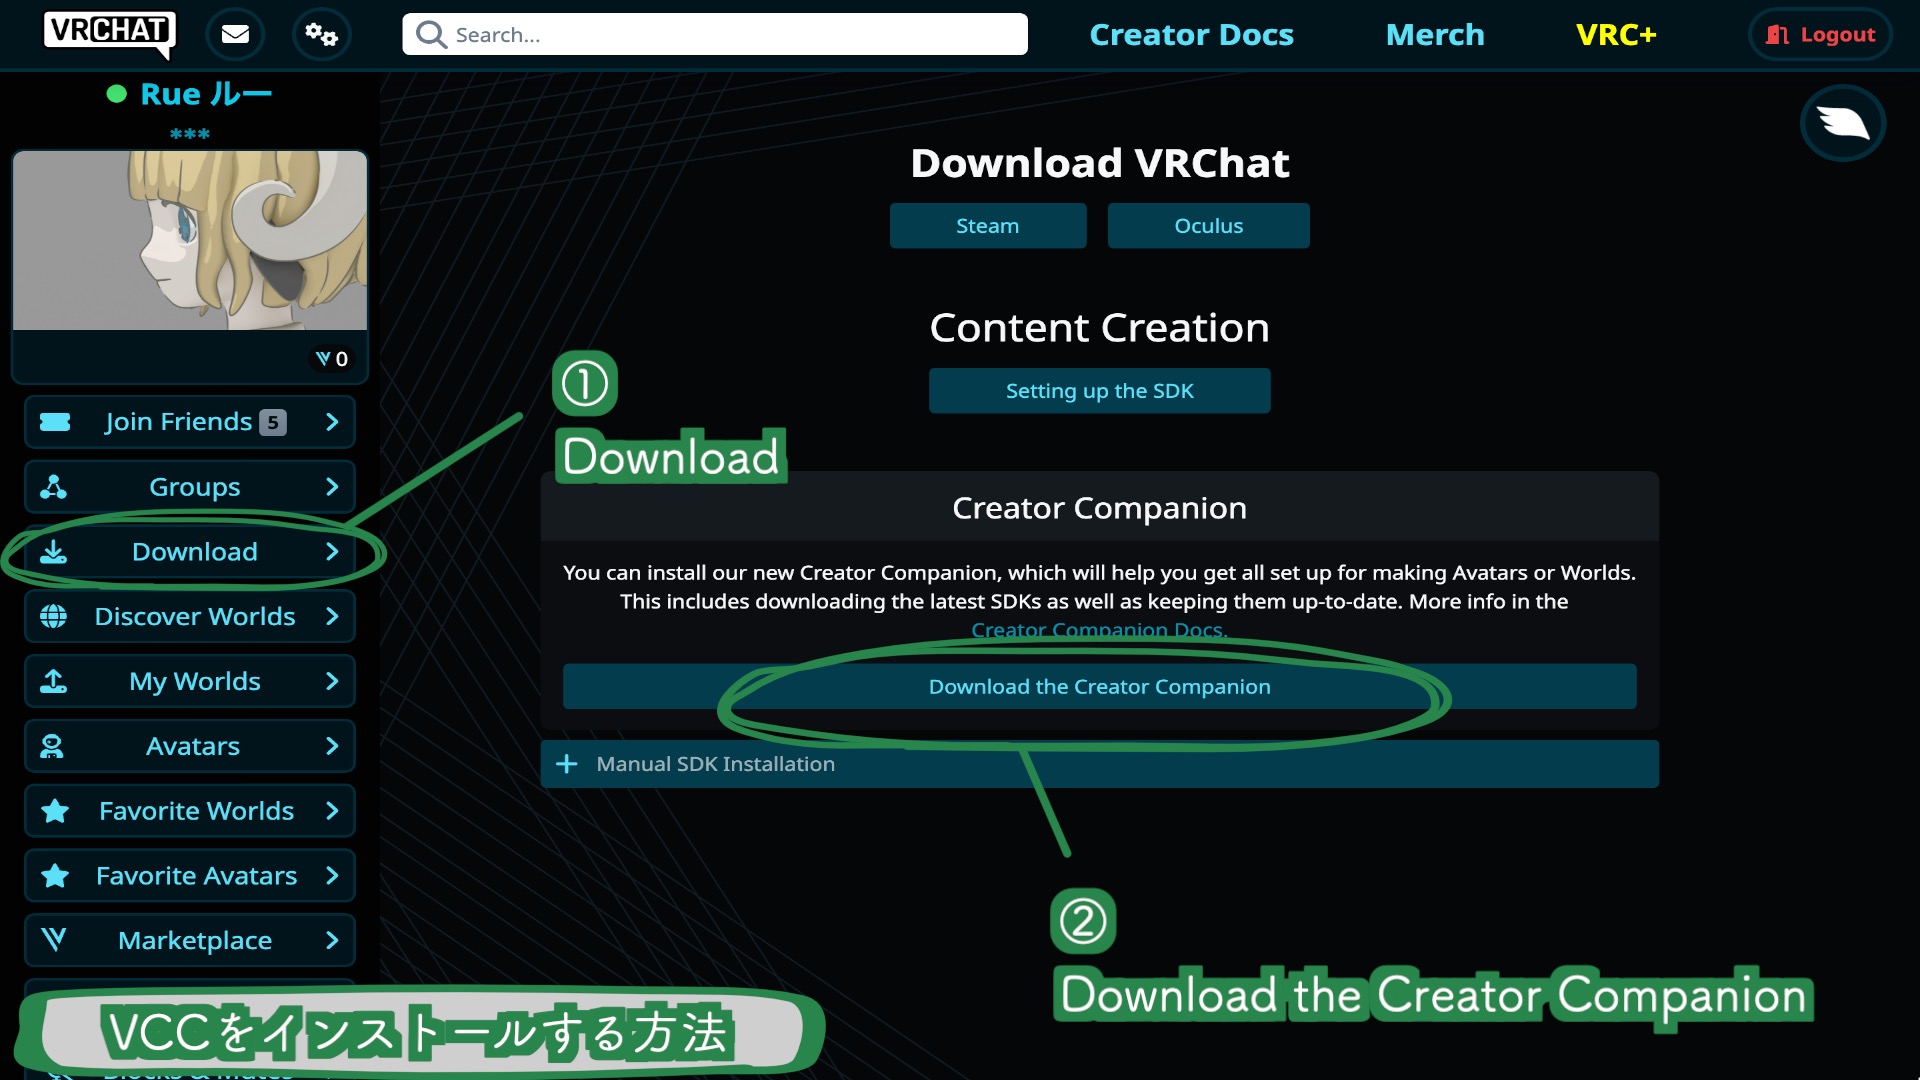 VRCHAT
Search...
Creator Docs
Merch
VRC+
Logout
Rue ルー
***
0
Join Friends 5
Groups
Download
Discover Worlds
My Worlds
Avatars
Favorite Worlds
Favorite Avatars
Marketplace
Blocks & Mutes
Download VRChat
Steam
Oculus
Content Creation
Setting up the SDK
①
Download
Creator Companion
You can install our new Creator Companion, which will help you get all set up for making Avatars or Worlds.
This includes downloading the latest SDKs as well as keeping them up-to-date. More info in the
Creator Companion Docs.
Download the Creator Companion
Manual SDK Installation
②
Download the Creator Companion
VCCをインストールする方法